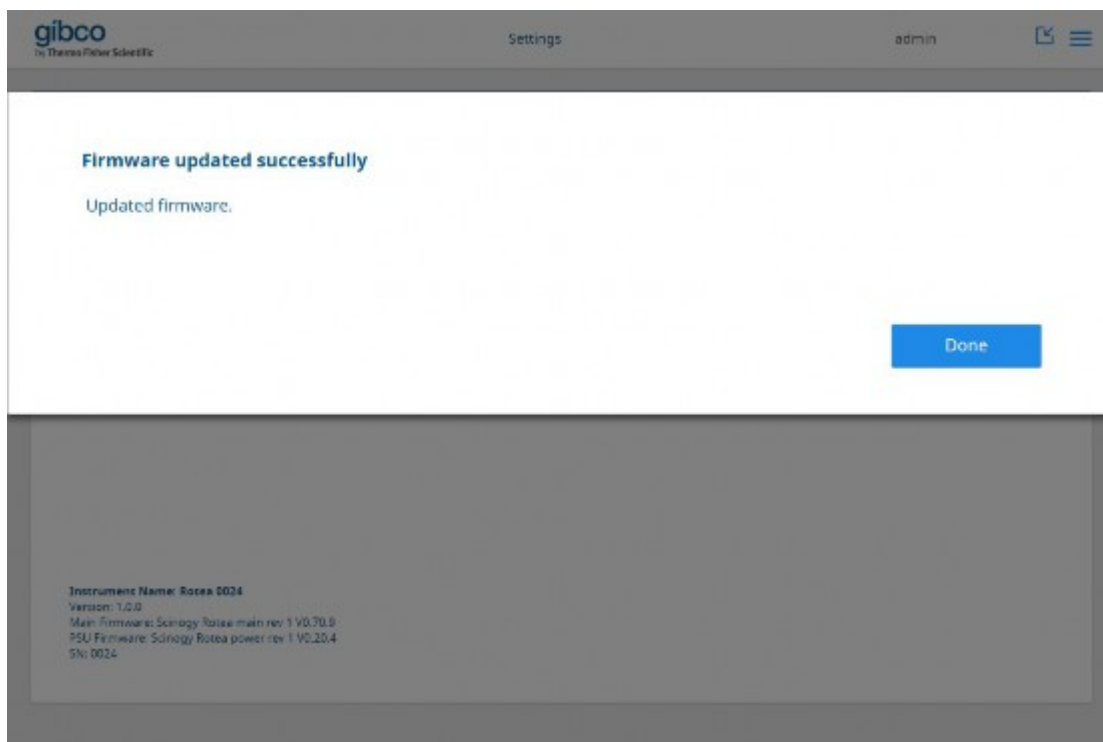 gibco
by Thermo Fisher Scientific
Settings
admin
Firmware updated successfully
Updated firmware.
Done
Instrument Name: Rotea 0024
Version: 1.0.0
Main Firmware: Scinogy Rotea main rev 1 V0.70.9
PSU Firmware: Scinogy Rotea power rev 1 V0.20.4
SN: 0024